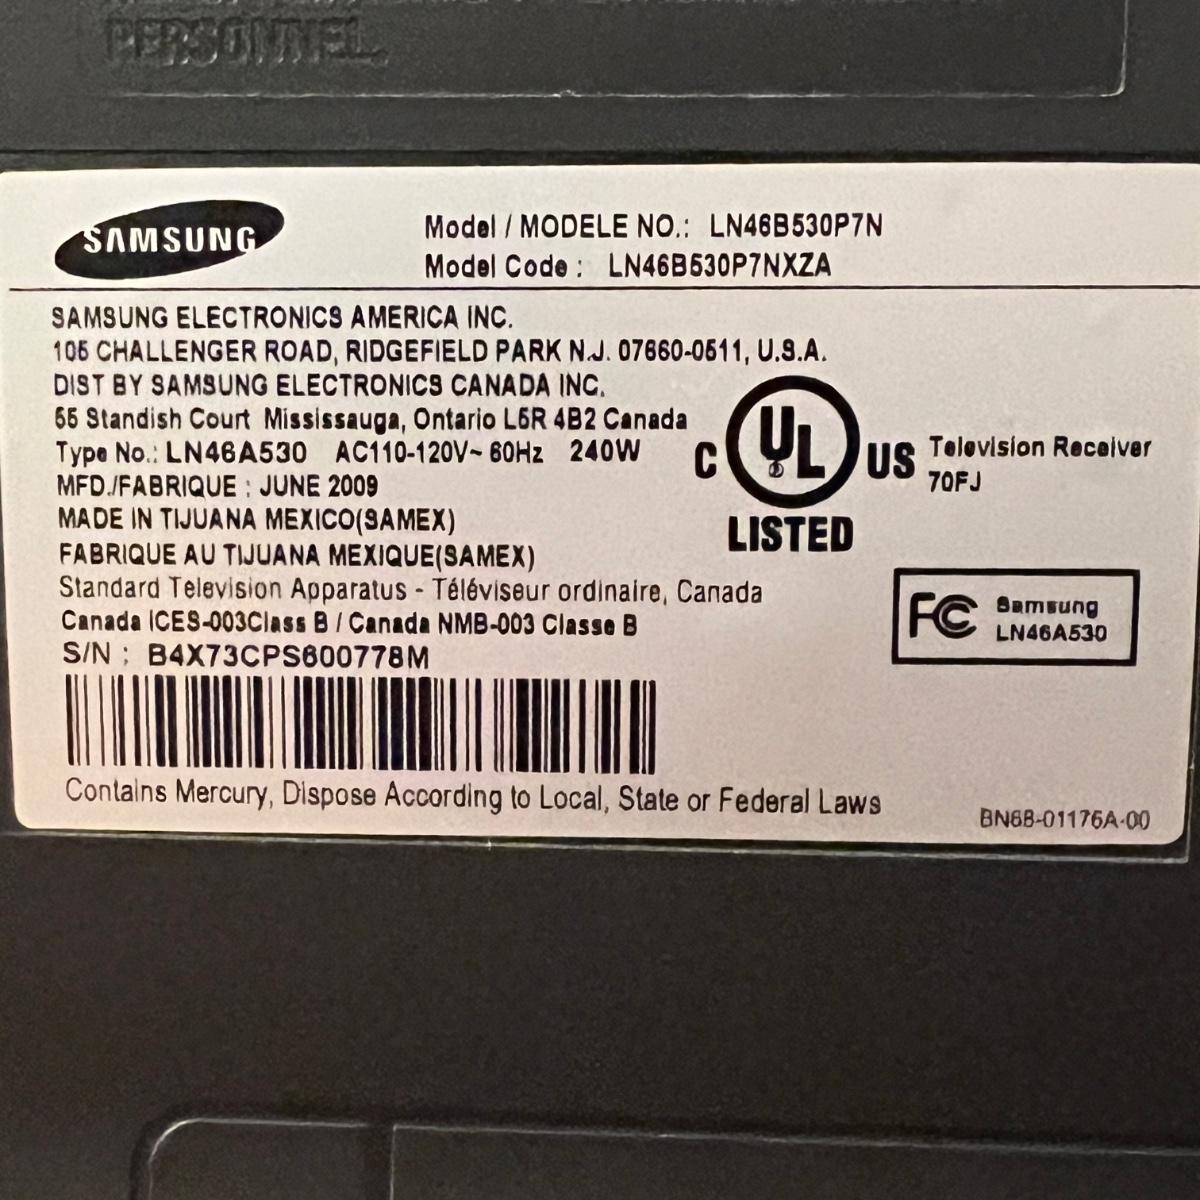 PERSONNEL.
SAMSUNG
Model / MODELE NO.: LN46B530P7N
Model Code : LN46B530P7NXZA
SAMSUNG ELECTRONICS AMERICA INC.
105 CHALLENGER ROAD, RIDGEFIELD PARK N.J. 07660-0511, U.S.A.
DIST BY SAMSUNG ELECTRONICS CANADA INC.
55 Standish Court Mississauga, Ontario L5R 4B2 Canada
Type No.: LN46A530 AC110-120V~ 60Hz 240W
MFD./FABRIQUE : JUNE 2009
MADE IN TIJUANA MEXICO(SAMEX)
FABRIQUE AU TIJUANA MEXIQUE(SAMEX)
Standard Television Apparatus - Téléviseur ordinaire, Canada
Canada ICES-003Class B / Canada NMB-003 Classe B
S/N : B4X73CPS600778M
Contains Mercury, Dispose According to Local, State or Federal Laws
C UL US
LISTED
Television Receiver
70FJ
FC Samsung
LN46A530
BN68-01176A-00